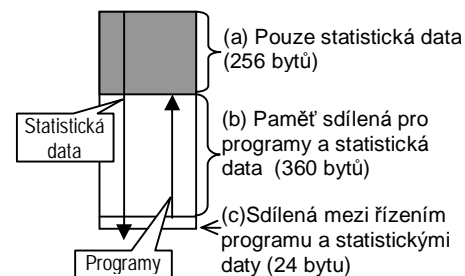 (a) Pouze statistická data
(256 bytů)
Statistická
data
(b) Paměť sdílená pro
programy a statistická
data (360 bytů)
(c)Sdílená mezi řízením
programu a statistickými
daty (24 bytu)
Programy